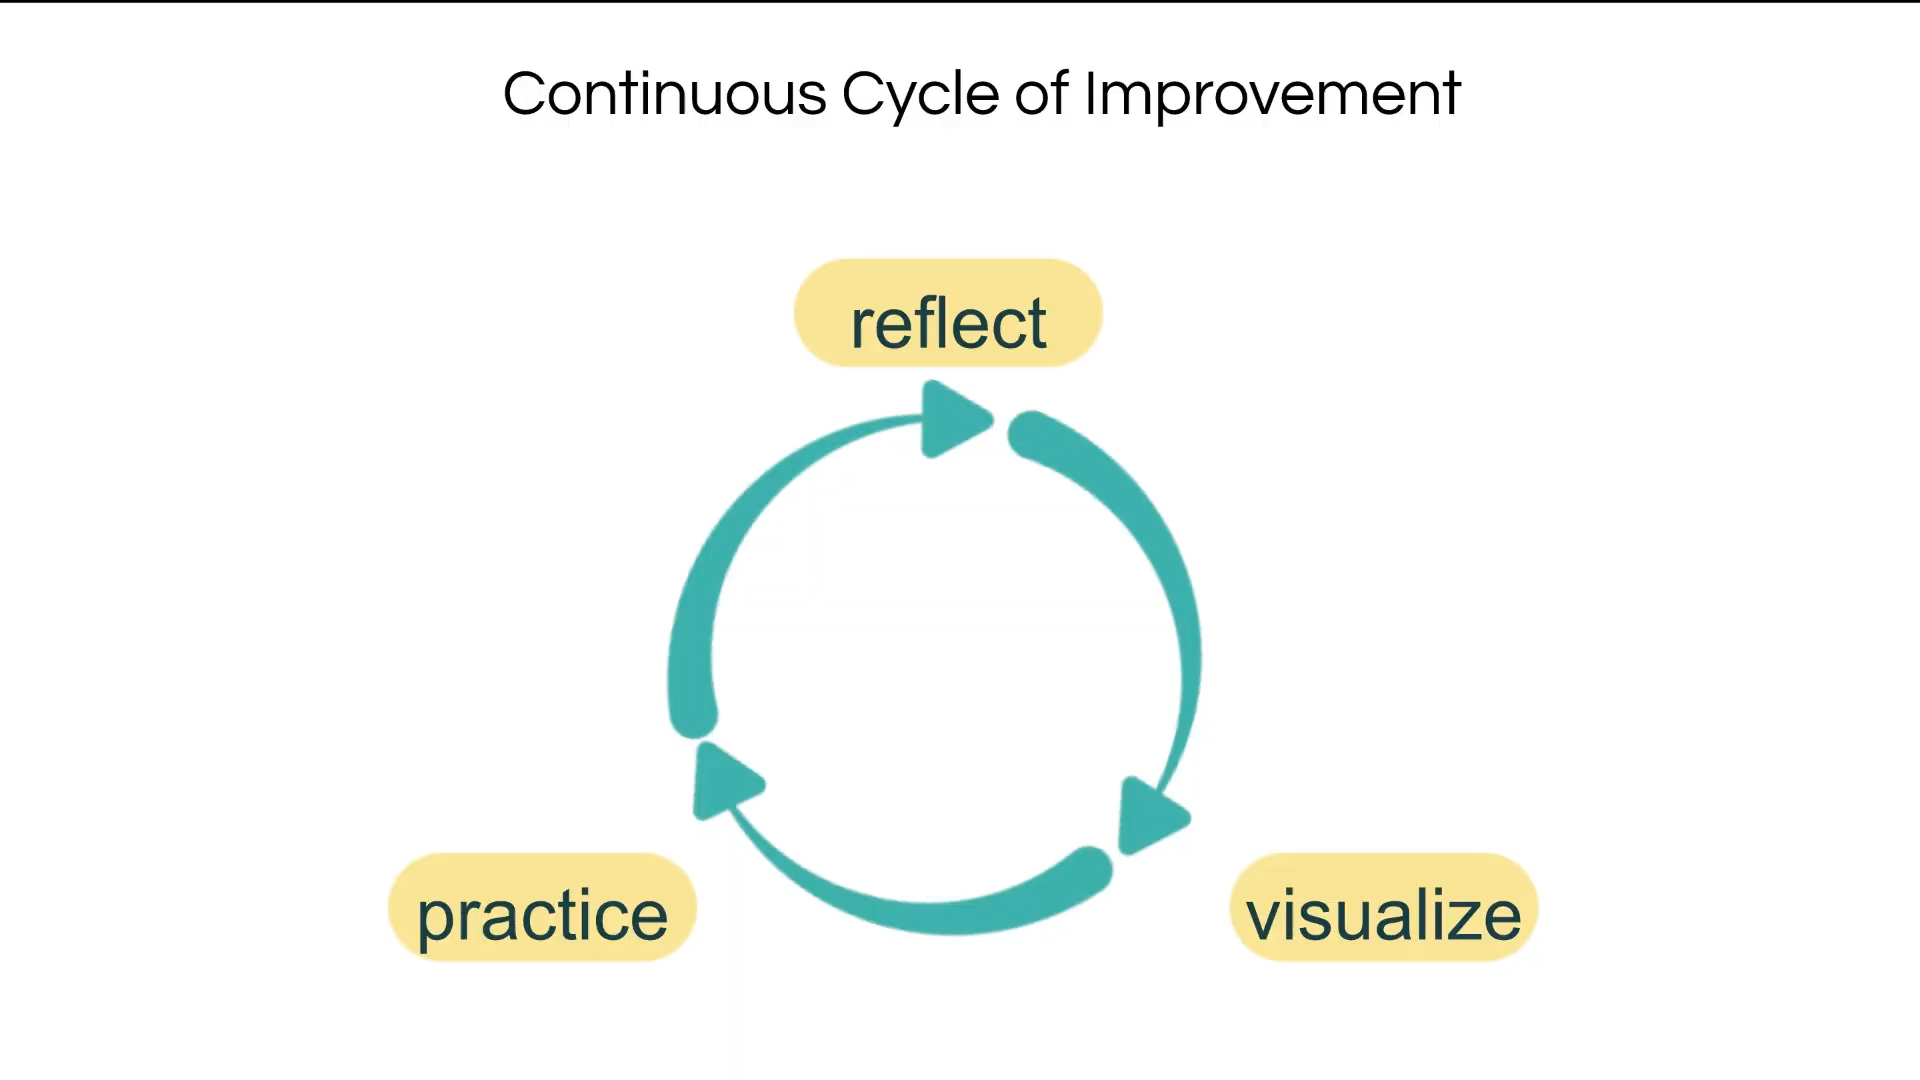 Continuous Cycle of Improvement
reflect
practice
visualize